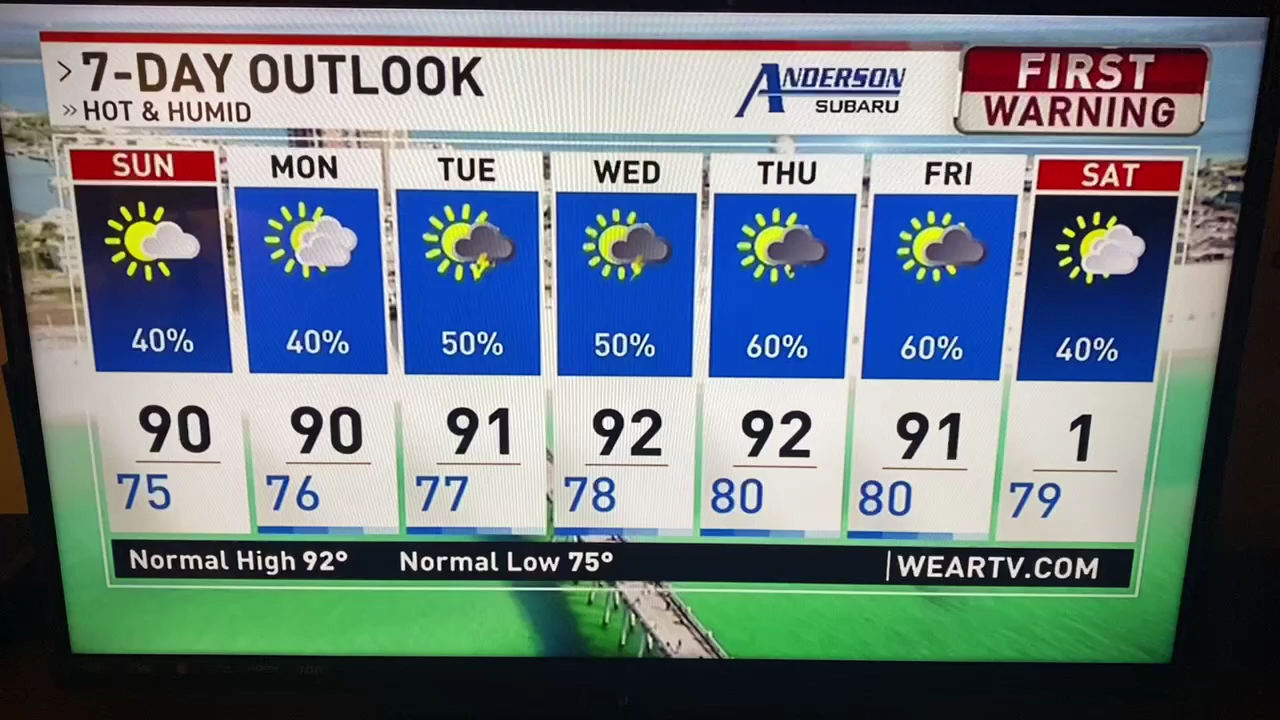 > 7-DAY OUTLOOK
» HOT & HUMID
ANDERSON
SUBARU
FIRST
WARNING
SUN MON TUE WED THU FRI SAT
40% 40% 50% 50% 60% 60% 40%
90 90 91 92 92 91 1
75 76 77 78 80 80 79
Normal High 92° Normal Low 75° |WEARTV.COM